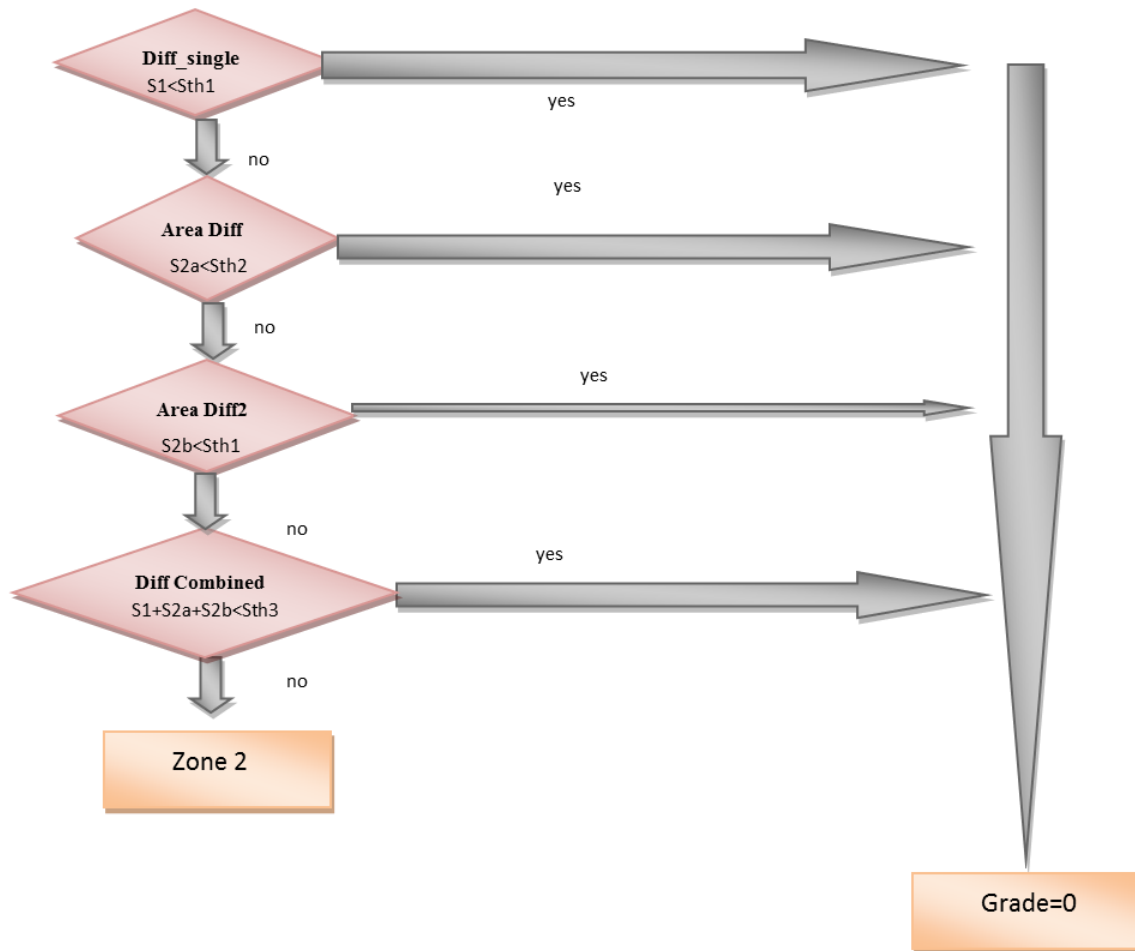 Diff_single
S1<Sth1
yes
no
yes
Area Diff
S2a<Sth2
no
yes
Area Diff2
S2b<Sth1
no
yes
Diff Combined
S1+S2a+S2b<Sth3
no
Zone 2
Grade=0